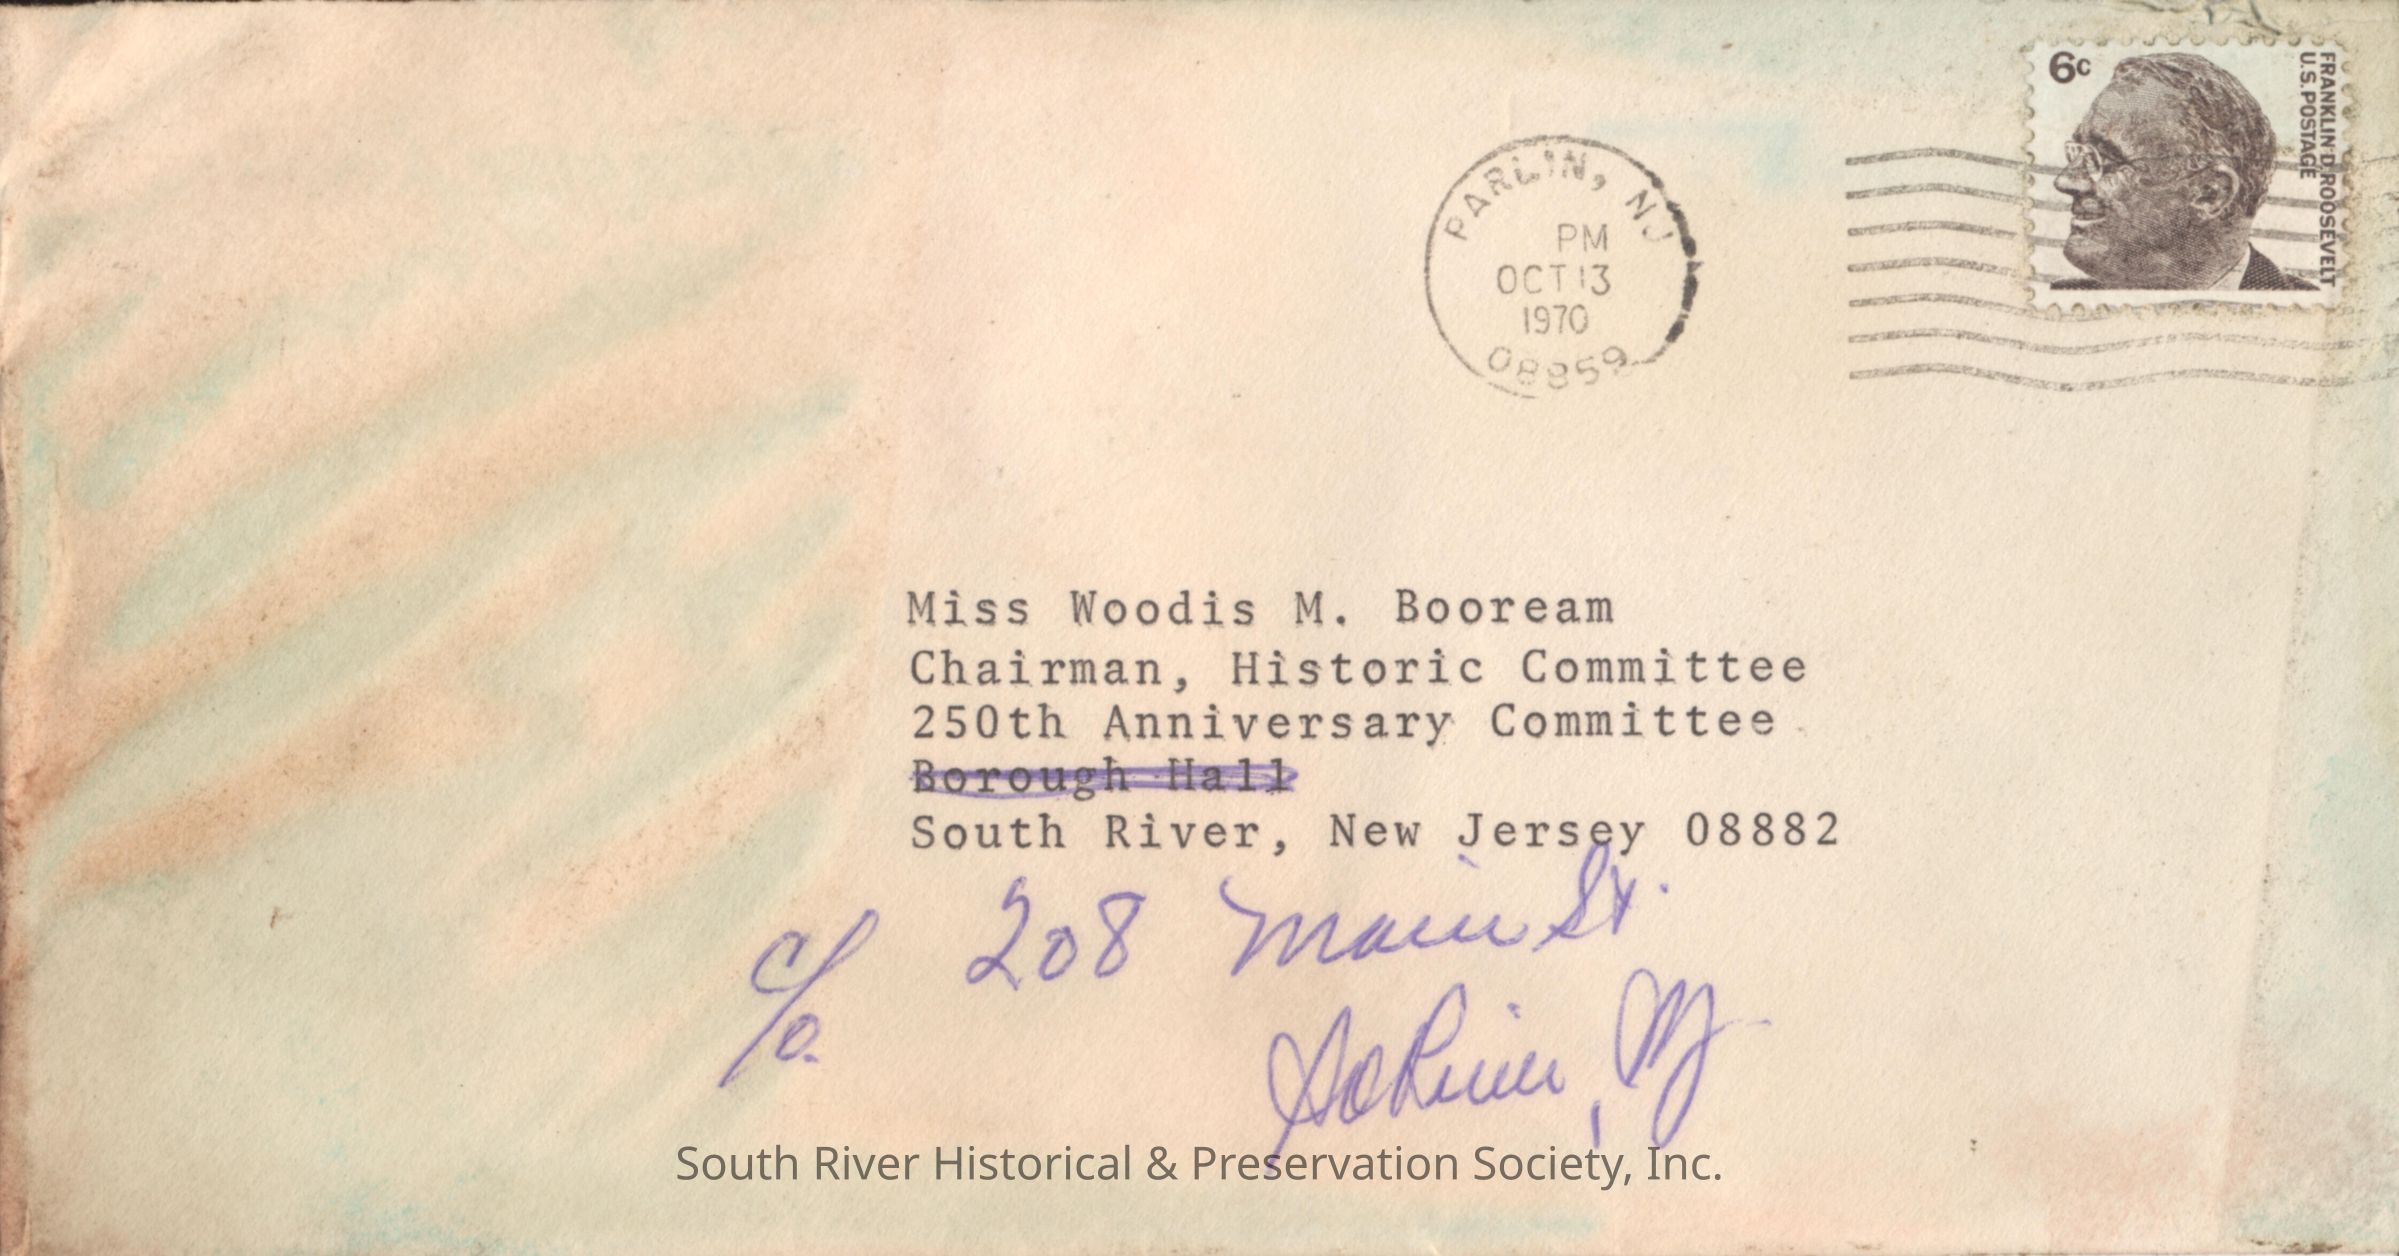 6c
FRANKLIN D. ROOSEVELT
U.S. POSTAGE
PARLIN, NJ
PM
OCT 13
1970
08859
Miss Woodis M. Booream
Chairman, Historic Committee
250th Anniversary Committee
Borough Hall
South River, New Jersey 08882
c/o. 208 Main St.
So River, NJ
South River Historical & Preservation Society, Inc.